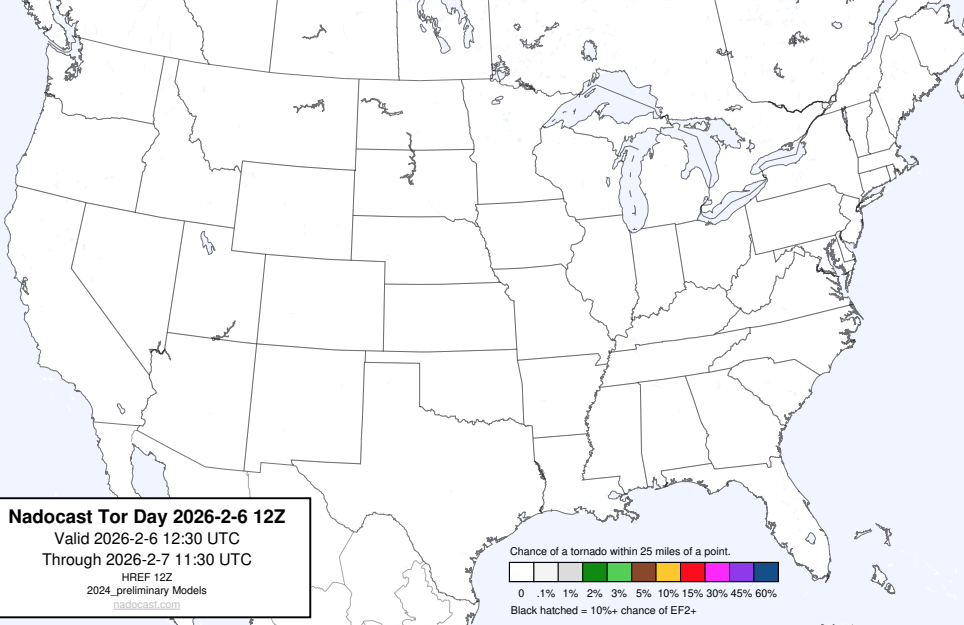 Nadocast Tor Day 2026-2-6 12Z
Valid 2026-2-6 12:30 UTC
Through 2026-2-7 11:30 UTC
HREF 12Z
2024_preliminary Models
nadocast.com
Chance of a tornado within 25 miles of a point.
0 .1% 1% 2% 3% 5% 10% 15% 30% 45% 60%
Black hatched = 10%+ chance of EF2+